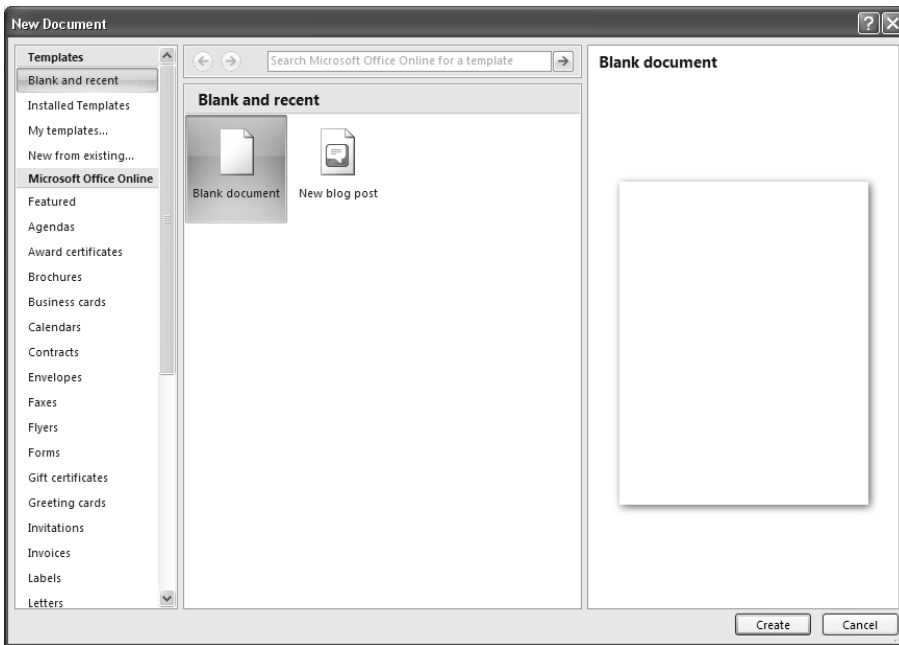 New Document
Templates
Blank and recent
Installed Templates
My templates...
New from existing...
Microsoft Office Online
Featured
Agendas
Award certificates
Brochures
Business cards
Calendars
Contracts
Envelopes
Faxes
Flyers
Forms
Gift certificates
Greeting cards
Invitations
Invoices
Labels
Letters
Search Microsoft Office Online for a template
Blank and recent
Blank document
New blog post
Blank document
Create
Cancel